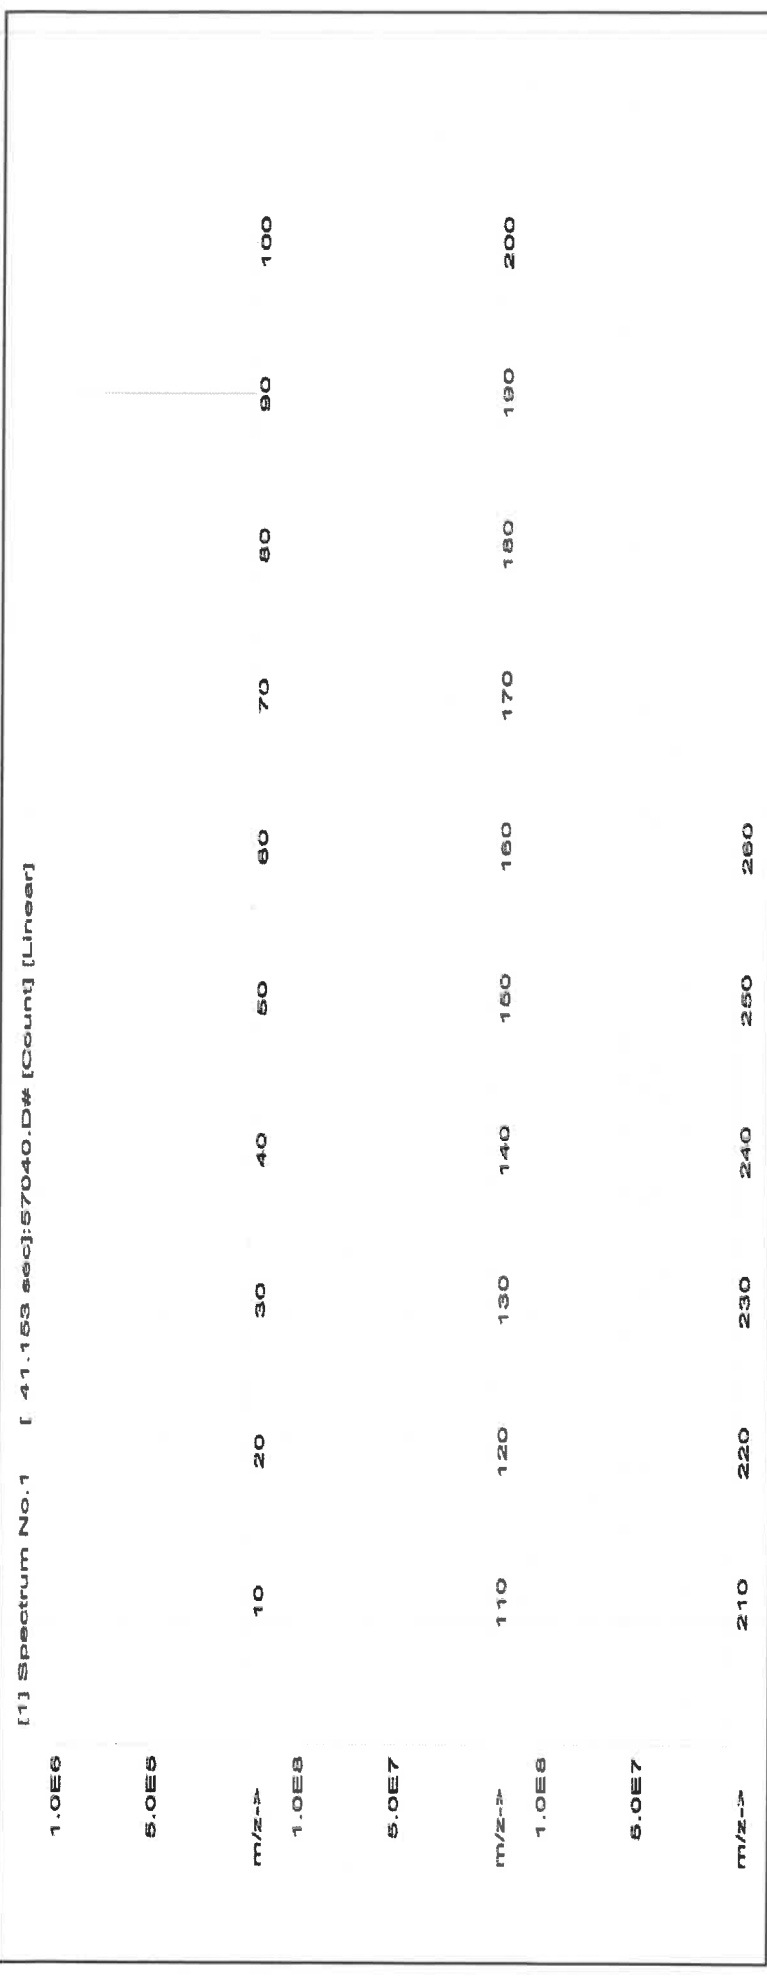 [1] Spectrum No.1 [ 41.153 sec]:57040.D# [Count] [Linear]
1.0E6
5.0E5
m/z-> 10 20 30 40 50 60 70 80 90 100
1.0E8
5.0E7
m/z-> 110 120 130 140 150 160 170 180 190 200
1.0E8
5.0E7
m/z-> 210 220 230 240 250 260